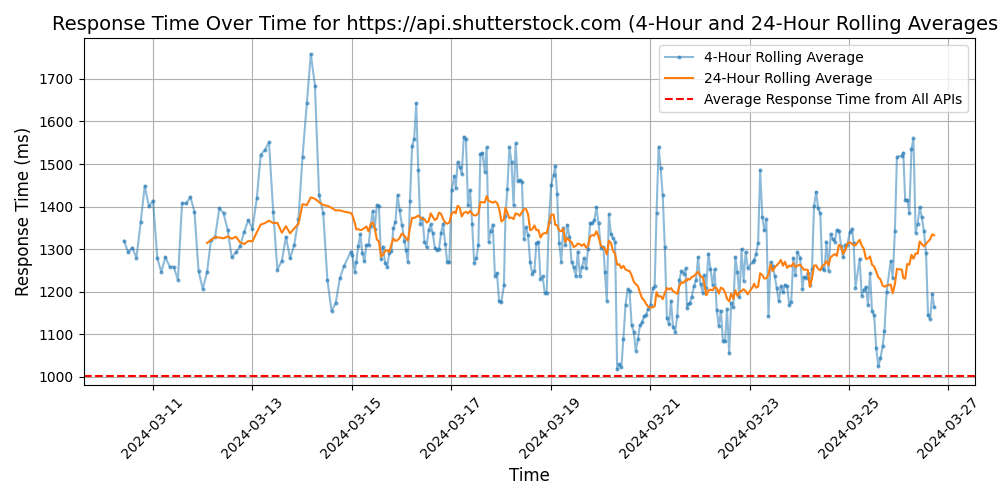 Response Time Over Time for https://api.shutterstock.com (4-Hour and 24-Hour Rolling Averages
4-Hour Rolling Average
24-Hour Rolling Average
Average Response Time from All APIs
Response Time (ms)
1700
1600
1500
1400
1300
1200
1100
1000
2024-03-11
2024-03-13
2024-03-15
2024-03-17
2024-03-19
2024-03-21
2024-03-23
2024-03-25
2024-03-27
Time